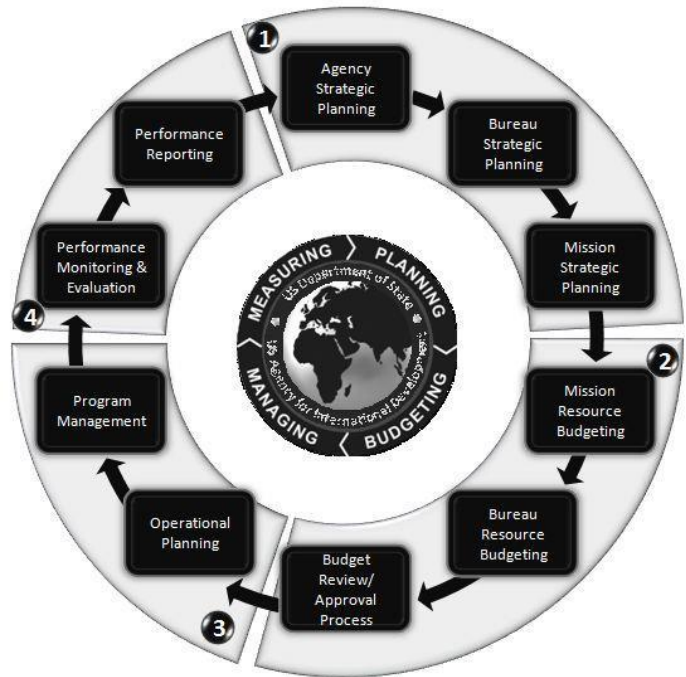 1
Agency
Strategic
Planning
Bureau
Strategic
Planning
Mission
Strategic
Planning
2
Mission
Resource
Budgeting
Bureau
Resource
Budgeting
Budget
Review/
Approval
Process
3
Operational
Planning
Program
Management
4
Performance
Monitoring &
Evaluation
Performance
Reporting
MEASURING
PLANNING
BUDGETING
MANAGING
US Department of State
US Agency for International Development